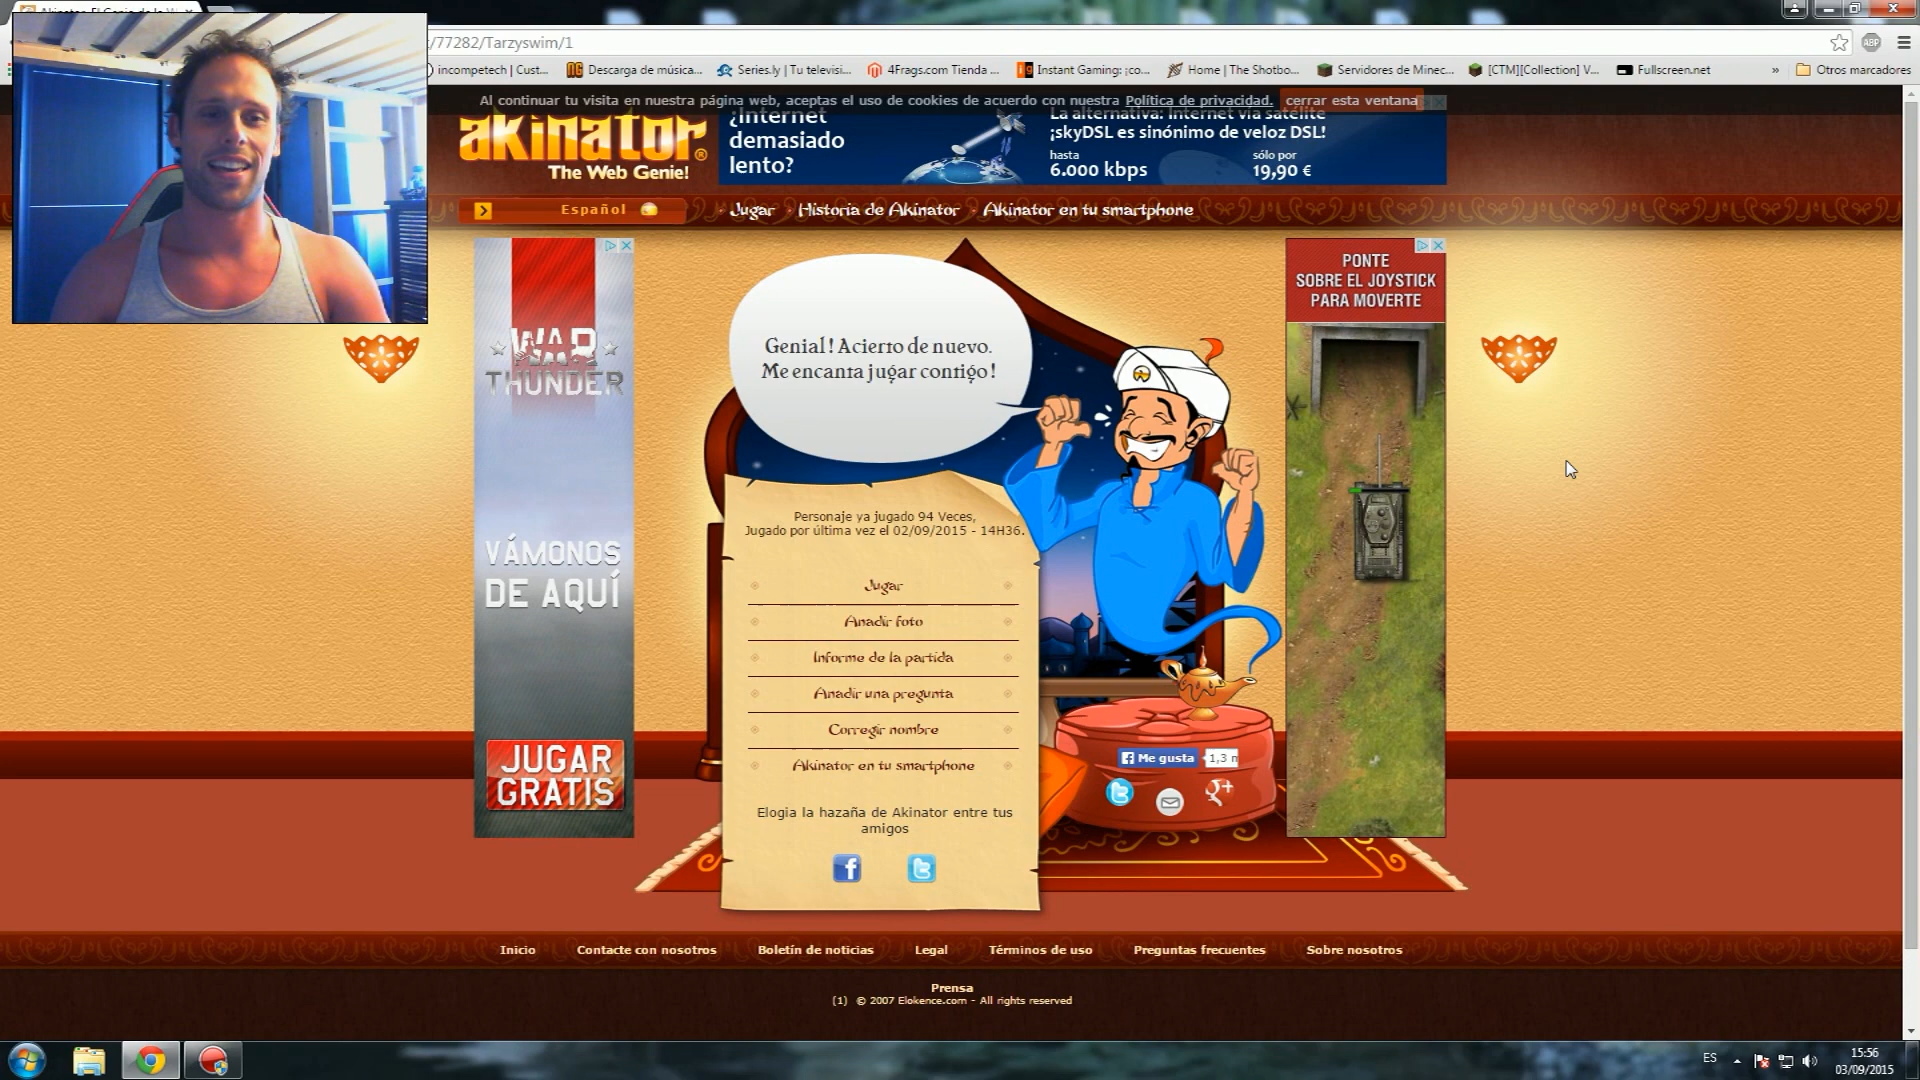 /77282/Tarzyswim/1
incompetech | Cust...
Descarga de música...
Series.ly | Tu televisi...
4Frags.com Tienda ...
Instant Gaming: ¡co...
Home | The Shotbo...
Servidores de Minec...
[CTM][Collection] V...
Fullscreen.net
»
Otros marcadores
ABP
Al continuar tu visita en nuestra página web, aceptas el uso de cookies de acuerdo con nuestra Política de privacidad. cerrar esta ventana
akinator®
The Web Genie!
¿Internet
demasiado
lento?
La alternativa: Internet vía satélite
¡skyDSL es sinónimo de veloz DSL!
hasta
6.000 kbps
sólo por
19,90 €
Español
· Jugar · Historia de Akinator · Akinator en tu smartphone
WAR
THUNDER
VÁMONOS
DE AQUÍ
JUGAR
GRATIS
Genial! Acierto de nuevo.
Me encanta jugar contigo!
Personaje ya jugado 94 Veces,
Jugado por última vez el 02/09/2015 - 14H36.
Jugar
Anadir foto
Informe de la partida
Anadir una pregunta
Corregir nombre
Akinator en tu smartphone
Elogia la hazaña de Akinator entre tus
amigos
Me gusta
1,3 n
PONTE
SOBRE EL JOYSTICK
PARA MOVERTE
Inicio
Contacte con nosotros
Boletín de noticias
Legal
Términos de uso
Preguntas frecuentes
Sobre nosotros
Prensa
(1) © 2007 Elokence.com - All rights reserved
ES
15:56
03/09/2015